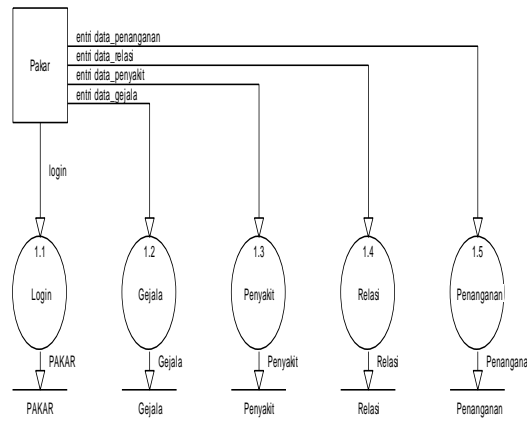 entri data_penanganan
entri data_relasi
Pakar
entri data_penyakit
entri data_gejala
login
1.1
1.2
1.3
1.4
1.5
Login
Gejala
Penyakit
Relasi
Penanganan
PAKAR
Gejala
Penyakit
Relasi
Penangana
PAKAR
Gejala
Penyakit
Relasi
Penanganan